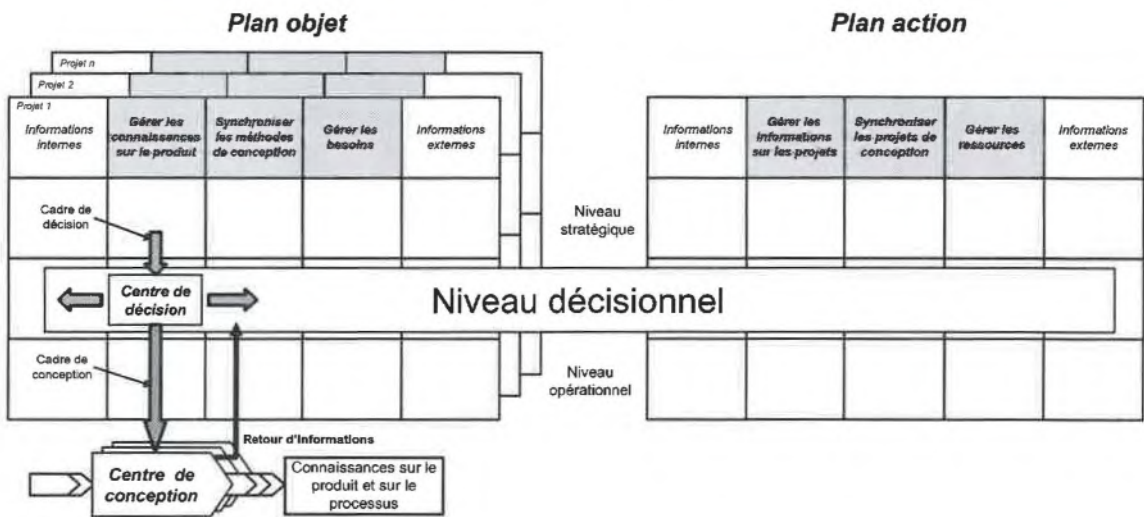 Plan objet
Plan action
Projet n
Projet 2
Projet 1
Informations
internes
Gérer les
connaissances
sur le produit
Synchroniser
les méthodes
de conception
Gérer les
besoins
Informations
externes
Informations
internes
Gérer les
informations
sur les projets
Synchroniser
les projets de
conception
Gérer les
ressources
Informations
externes
Cadre de
décision
Niveau
stratégique
Centre de
décision
Niveau décisionnel
Cadre de
conception
Niveau
opérationnel
Retour d'Informations
Centre de
conception
Connaissances sur le
produit et sur le
processus